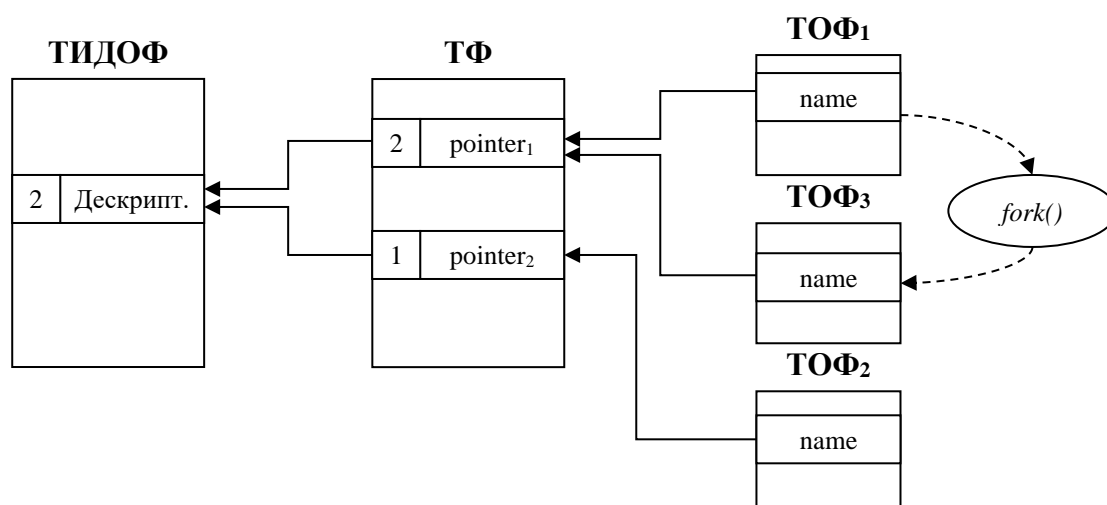 ТИДОФ
ТФ
ТОФ1
name
2 pointer1
2 Дескрипт.
ТОФ3
fork()
1 pointer2
name
ТОФ2
name